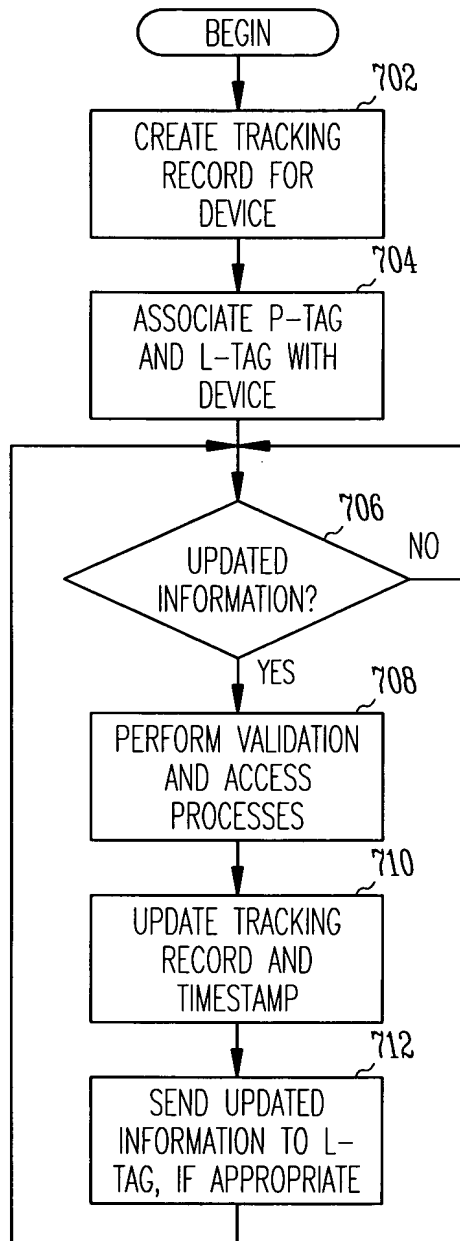 BEGIN
702
CREATE TRACKING
RECORD FOR
DEVICE
704
ASSOCIATE P-TAG
AND L-TAG WITH
DEVICE
706
UPDATED
INFORMATION?
NO
YES
708
PERFORM VALIDATION
AND ACCESS
PROCESSES
710
UPDATE TRACKING
RECORD AND
TIMESTAMP
712
SEND UPDATED
INFORMATION TO L-
TAG, IF APPROPRIATE